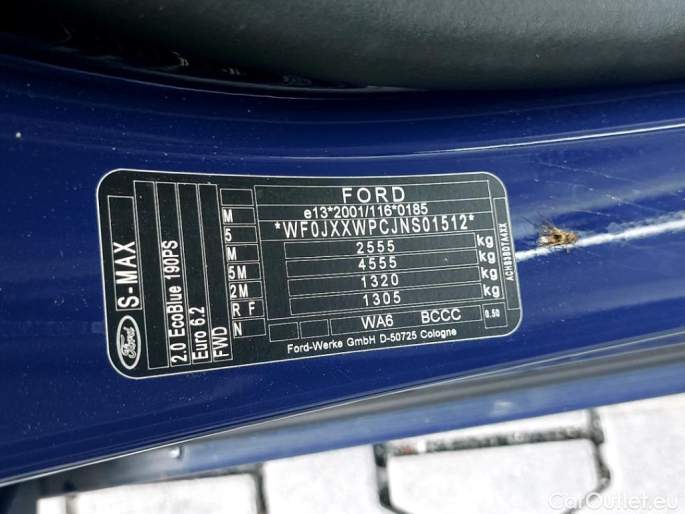 FORD
e13*2001/116*0185
*WF0JXXWPCJNS01512*
2555 kg
4555 kg
1320 kg
1305 kg
WA6 BCCC
0.50
Ford-Werke GmbH D-50725 Cologne
M
5
M
5M
2M
R F
N
Ford
S-MAX
2.0 EcoBlue 190PS
Euro 6.2
FWD
CarOutlet.eu